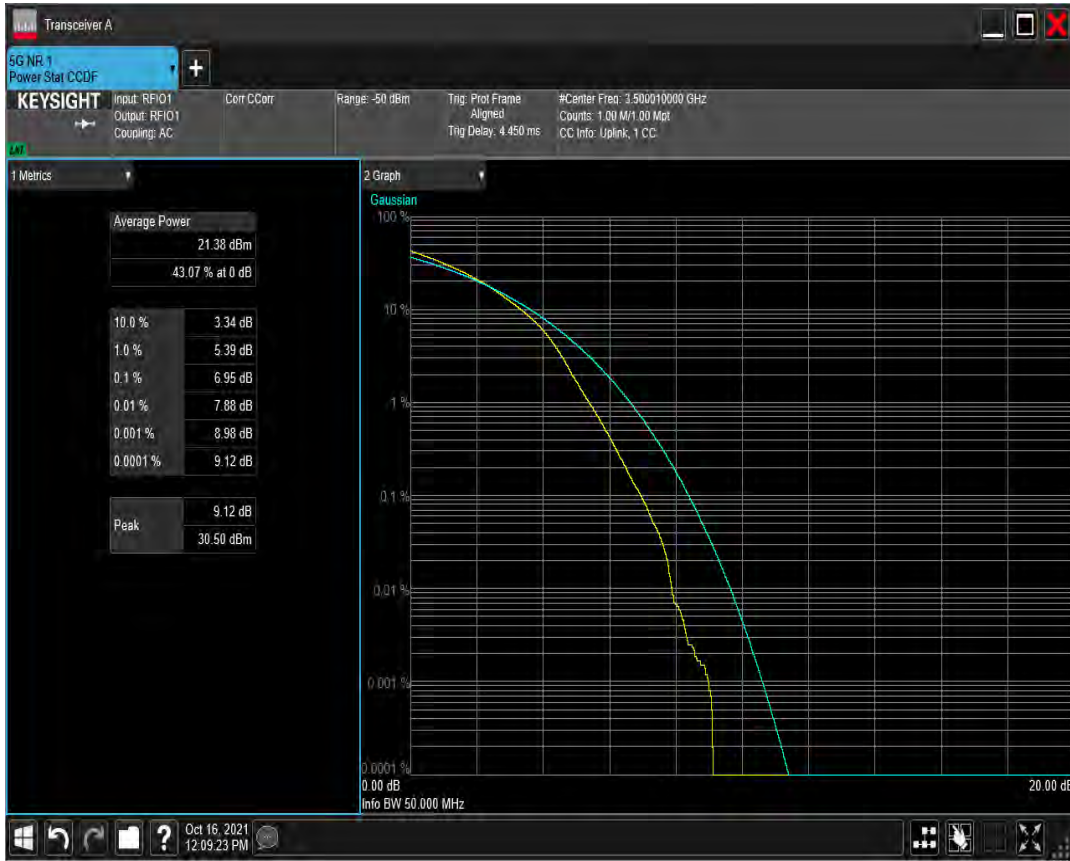 Transceiver A
5G NR 1
Power Stat CCDF
+
KEYSIGHT
Input: RFIO1
Output: RFIO1
Coupling: AC
Corr CCorr
Range: -50 dBm
Trig: Prot Frame
Aligned
Trig Delay: 4.450 ms
#Center Freq: 3.500010000 GHz
Counts: 1.00 M/1.00 Mpt
CC Info: Uplink, 1 CC
1 Metrics
Average Power
21.38 dBm
43.07 % at 0 dB
10.0 % 3.34 dB
1.0 % 5.39 dB
0.1 % 6.95 dB
0.01 % 7.88 dB
0.001 % 8.98 dB
0.0001 % 9.12 dB
Peak
9.12 dB
30.50 dBm
2 Graph
Gaussian
100 %
10 %
1 %
0.1 %
0.01 %
0.001 %
0.0001 %
0.00 dB
20.00 dB
Info BW 50.000 MHz
?
Oct 16, 2021
12:09:23 PM